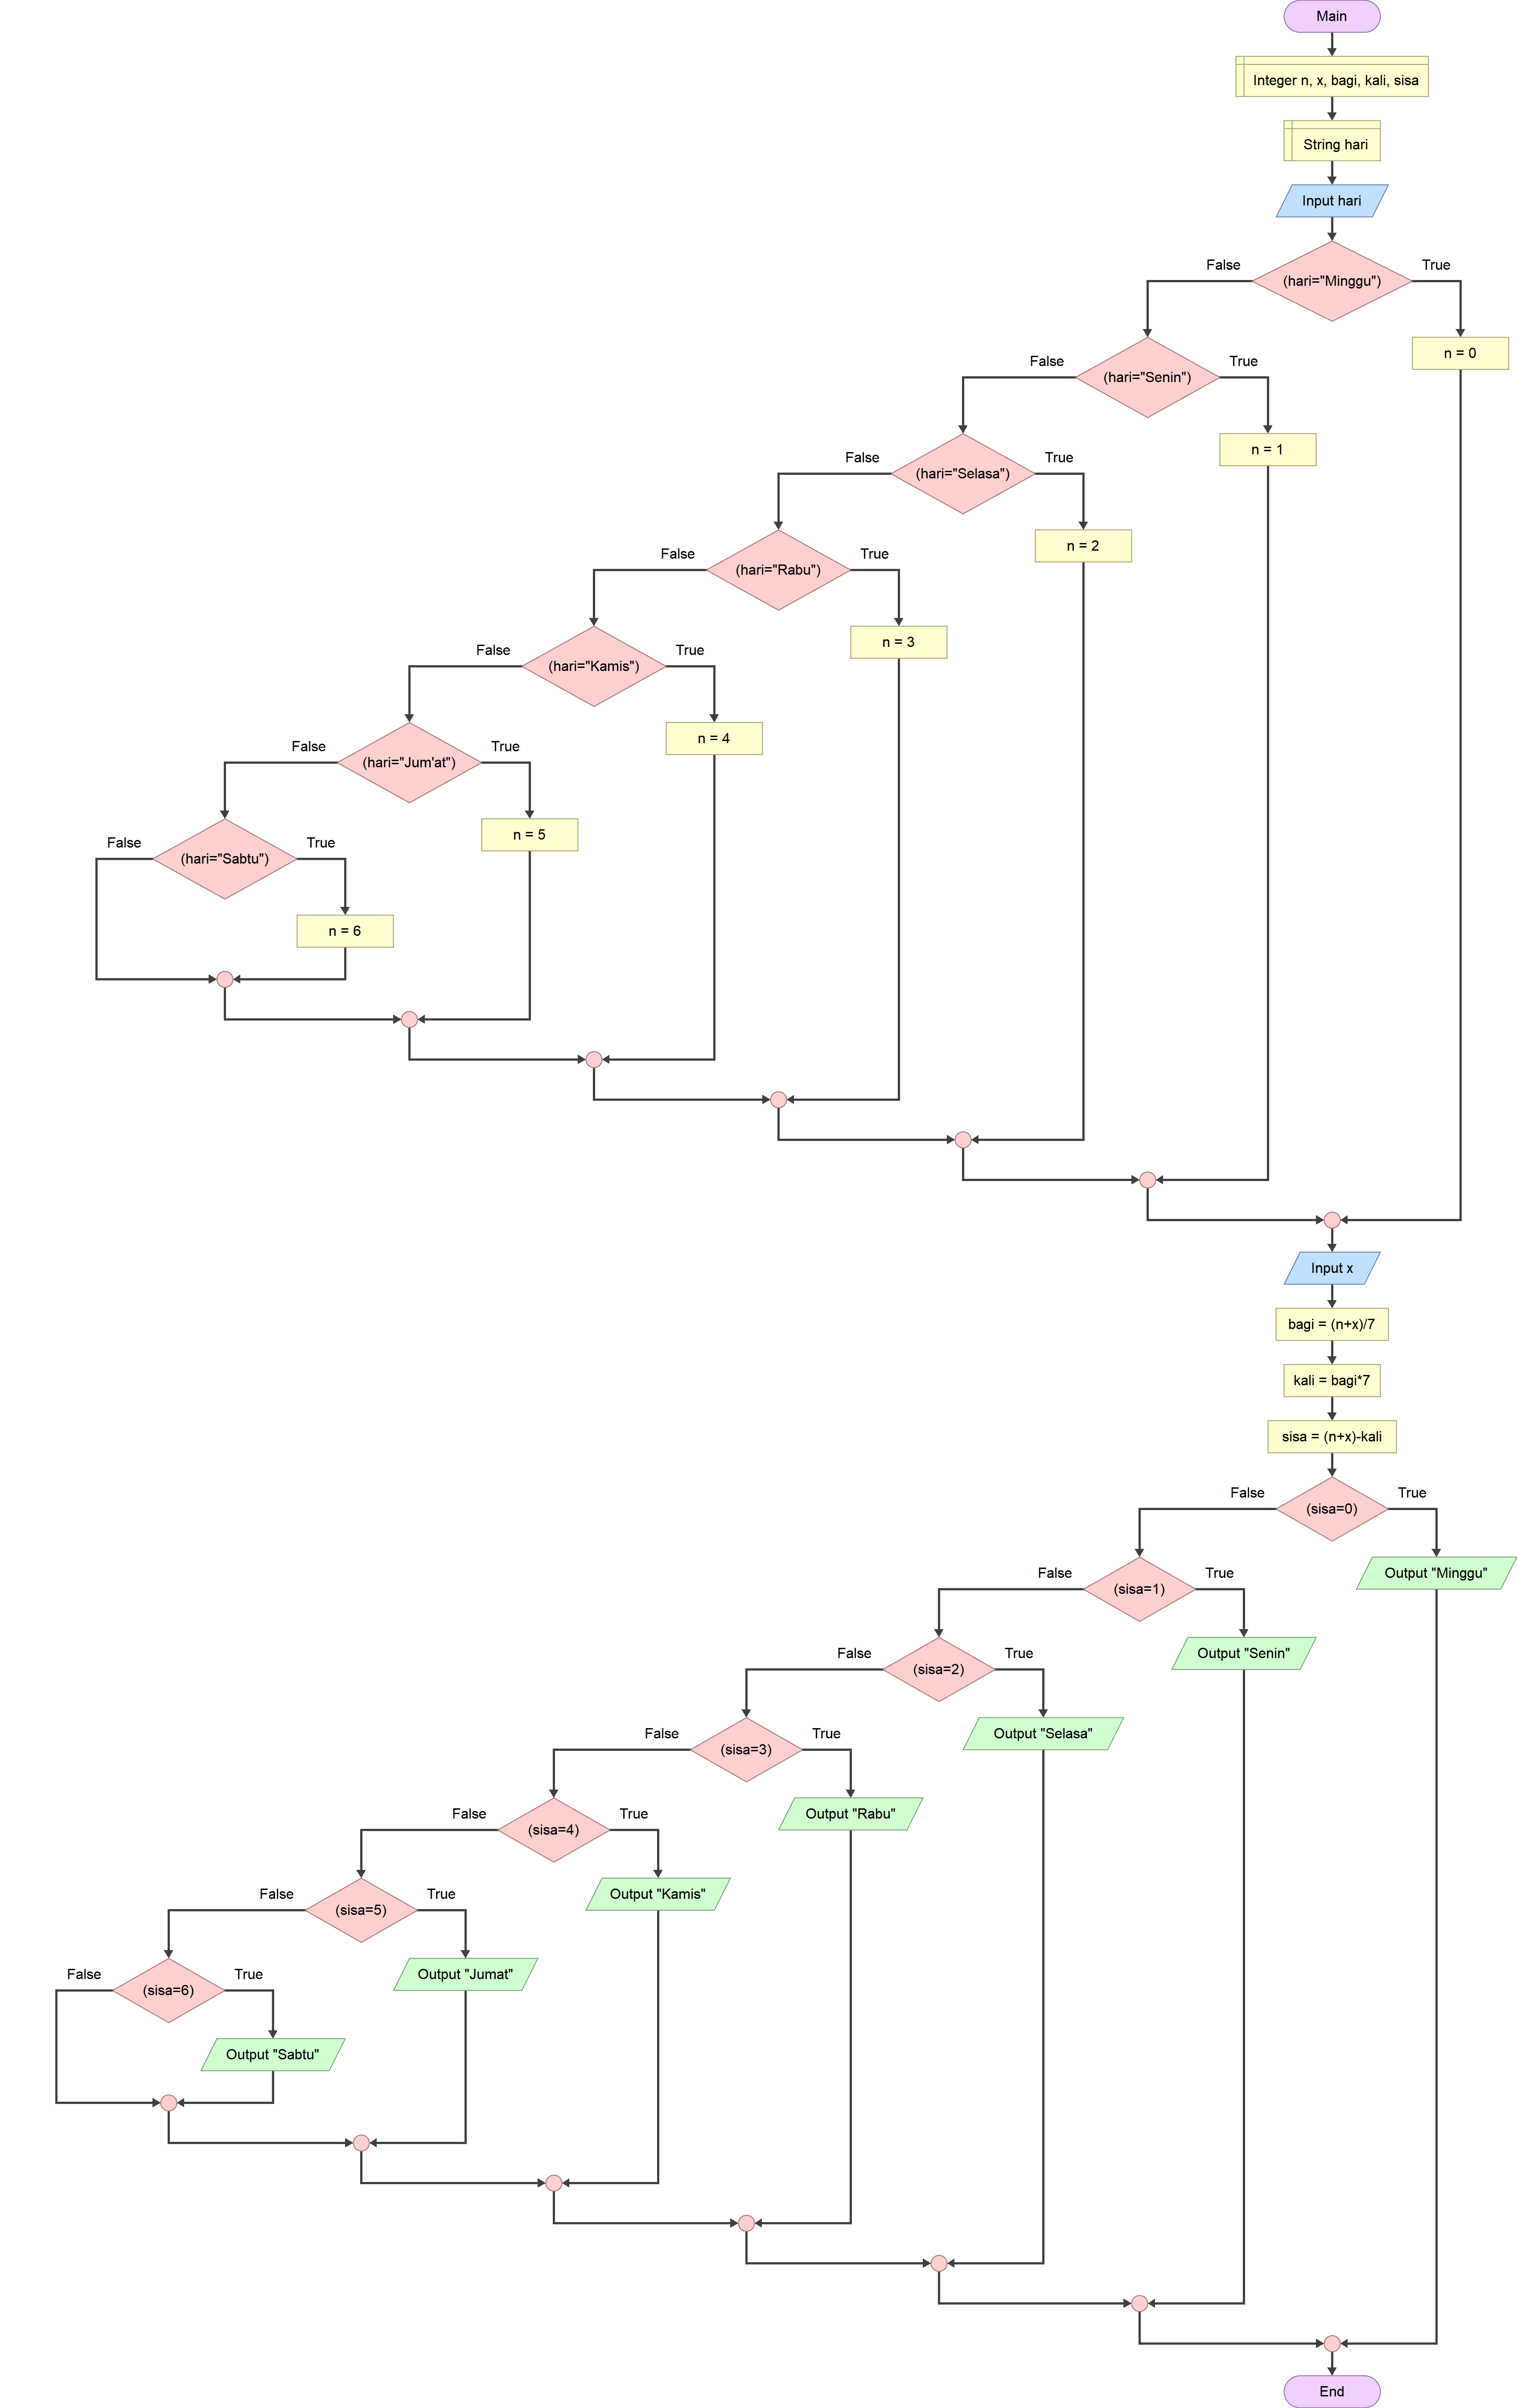 Main
Integer n, x, bagi, kali, sisa
String hari
Input hari
False
True
(hari="Minggu")
n = 0
False
True
(hari="Senin")
n = 1
False
True
(hari="Selasa")
n = 2
False
True
(hari="Rabu")
n = 3
False
True
(hari="Kamis")
n = 4
False
True
(hari="Jum'at")
n = 5
False
True
(hari="Sabtu")
n = 6
Input x
bagi = (n+x)/7
kali = bagi*7
sisa = (n+x)-kali
False
True
(sisa=0)
Output "Minggu"
False
True
(sisa=1)
Output "Senin"
False
True
(sisa=2)
Output "Selasa"
False
True
(sisa=3)
Output "Rabu"
False
True
(sisa=4)
Output "Kamis"
False
True
(sisa=5)
Output "Jumat"
False
True
(sisa=6)
Output "Sabtu"
End